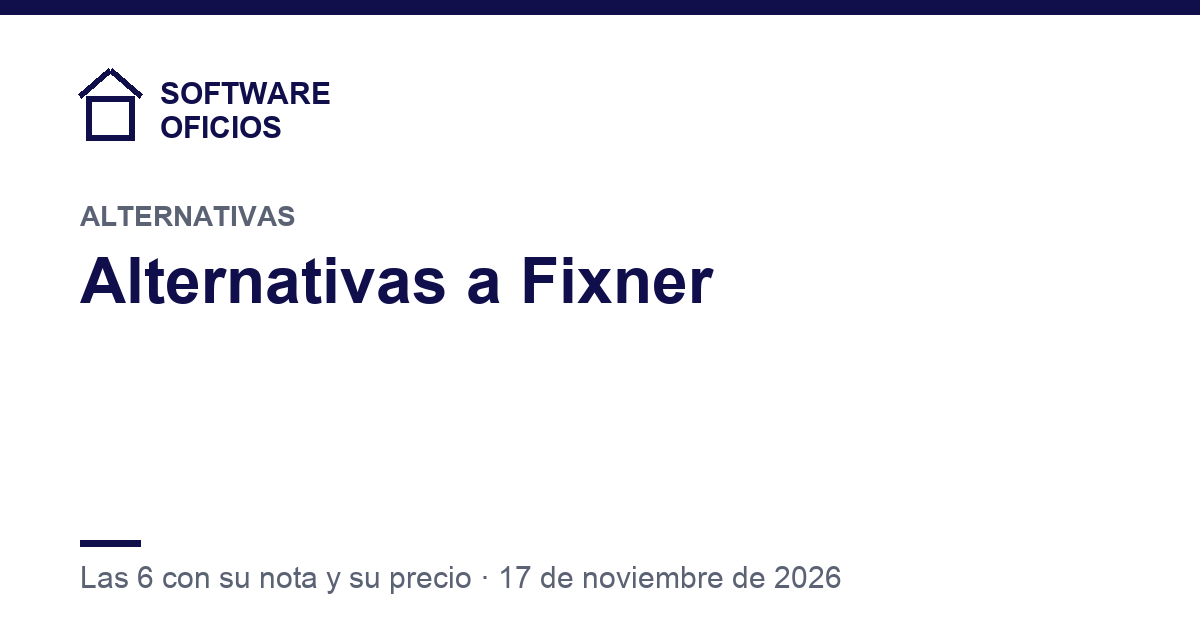 SOFTWARE
OFICIOS
ALTERNATIVAS
Alternativas a Fixner
Las 6 con su nota y su precio · 17 de noviembre de 2026